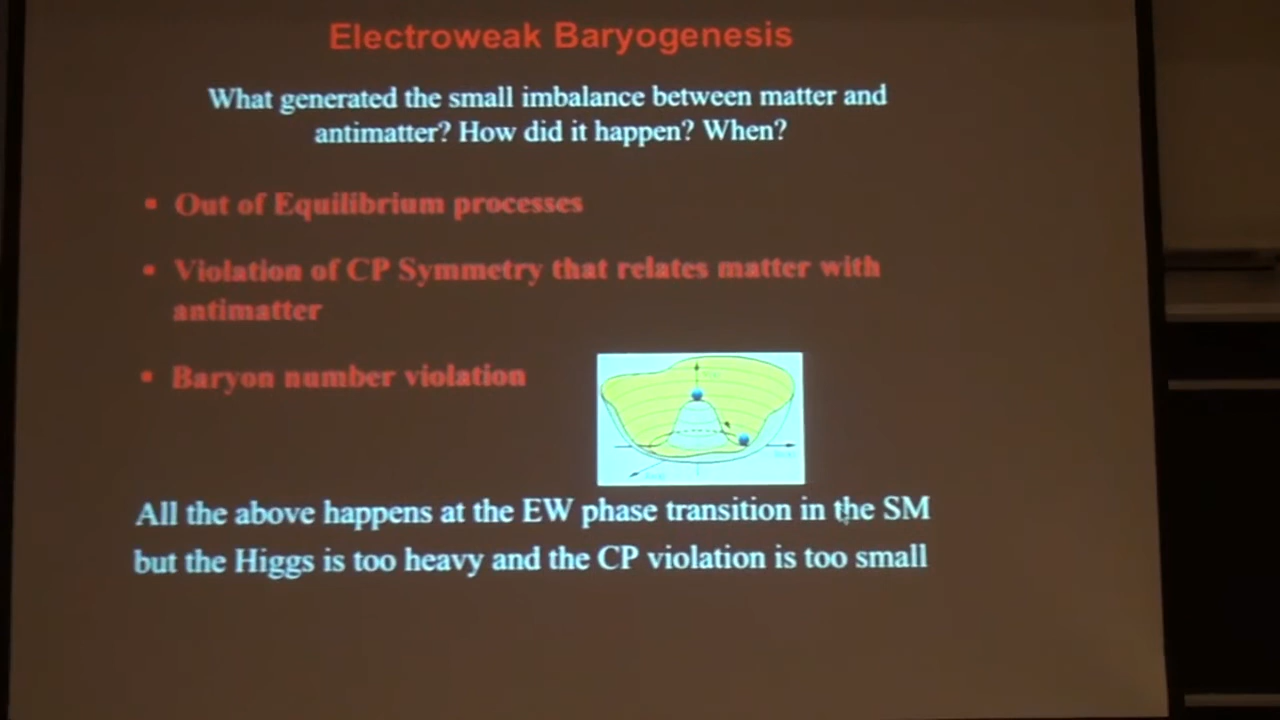 Electroweak Baryogenesis
What generated the small imbalance between matter and
antimatter? How did it happen? When?
▪ Out of Equilibrium processes
▪ Violation of CP Symmetry that relates matter with
antimatter
▪ Baryon number violation
All the above happens at the EW phase transition in the SM
but the Higgs is too heavy and the CP violation is too small